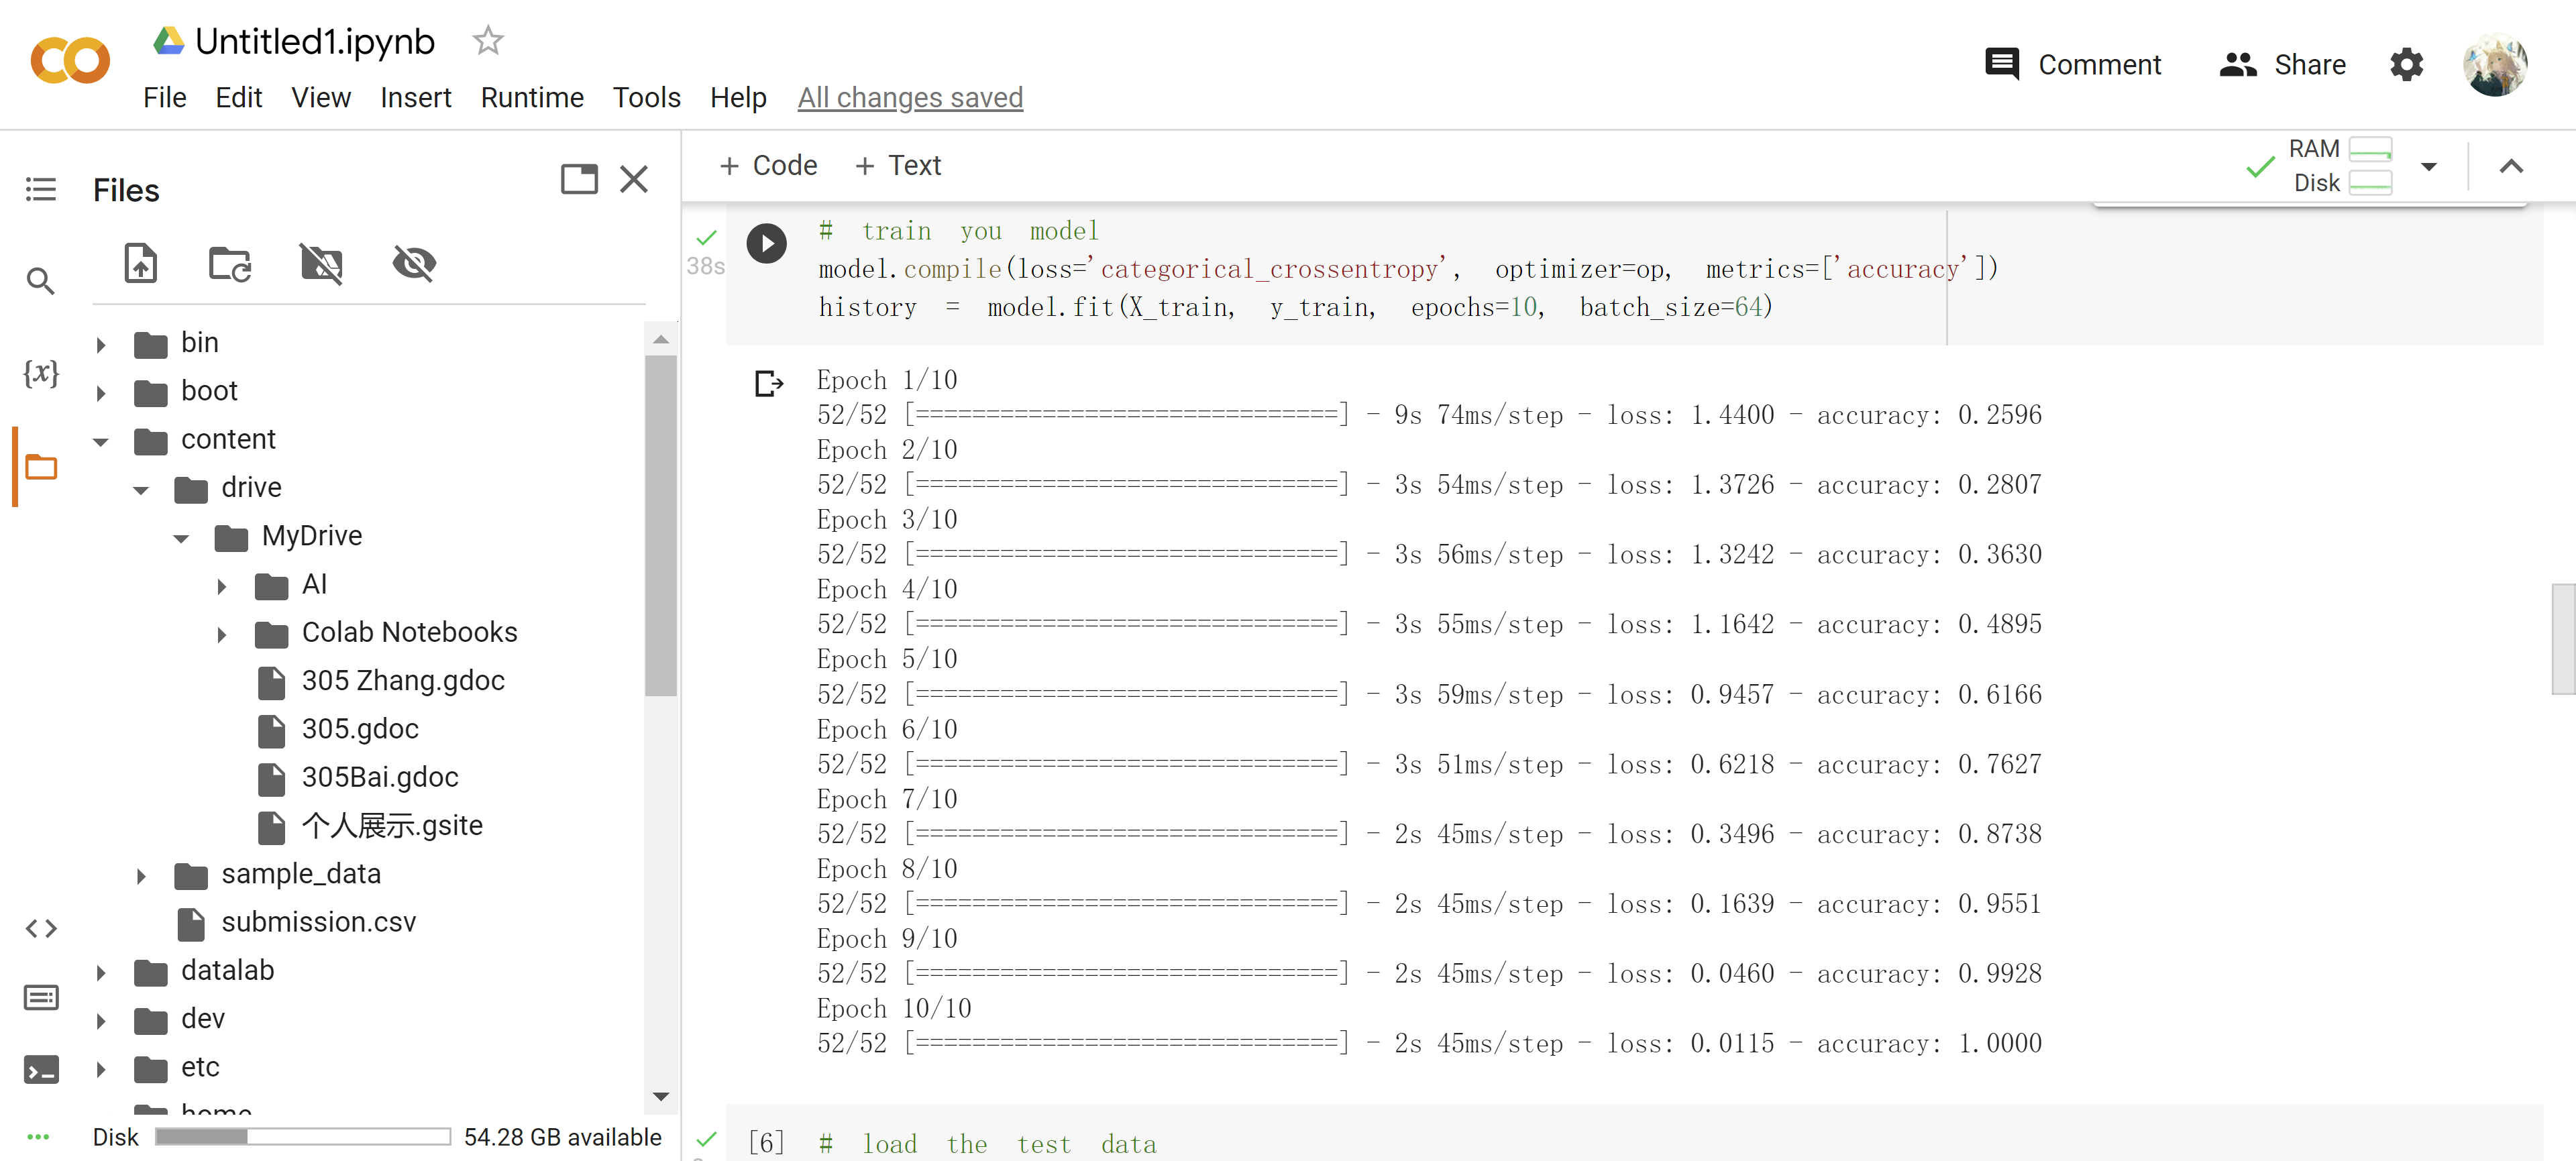 Untitled1.ipynb
File Edit View Insert Runtime Tools Help All changes saved
Comment Share
Files
+ Code + Text
RAM
Disk
{x}
bin
boot
content
drive
MyDrive
AI
Colab Notebooks
305 Zhang.gdoc
305.gdoc
305Bai.gdoc
个人展示.gsite
sample_data
submission.csv
datalab
dev
etc
home
Disk 54.28 GB available
38s
# train you model
model.compile(loss='categorical_crossentropy', optimizer=op, metrics=['accuracy'])
history = model.fit(X_train, y_train, epochs=10, batch_size=64)
Epoch 1/10
52/52 [==============================] - 9s 74ms/step - loss: 1.4400 - accuracy: 0.2596
Epoch 2/10
52/52 [==============================] - 3s 54ms/step - loss: 1.3726 - accuracy: 0.2807
Epoch 3/10
52/52 [==============================] - 3s 56ms/step - loss: 1.3242 - accuracy: 0.3630
Epoch 4/10
52/52 [==============================] - 3s 55ms/step - loss: 1.1642 - accuracy: 0.4895
Epoch 5/10
52/52 [==============================] - 3s 59ms/step - loss: 0.9457 - accuracy: 0.6166
Epoch 6/10
52/52 [==============================] - 3s 51ms/step - loss: 0.6218 - accuracy: 0.7627
Epoch 7/10
52/52 [==============================] - 2s 45ms/step - loss: 0.3496 - accuracy: 0.8738
Epoch 8/10
52/52 [==============================] - 2s 45ms/step - loss: 0.1639 - accuracy: 0.9551
Epoch 9/10
52/52 [==============================] - 2s 45ms/step - loss: 0.0460 - accuracy: 0.9928
Epoch 10/10
52/52 [==============================] - 2s 45ms/step - loss: 0.0115 - accuracy: 1.0000
[6] # load the test data